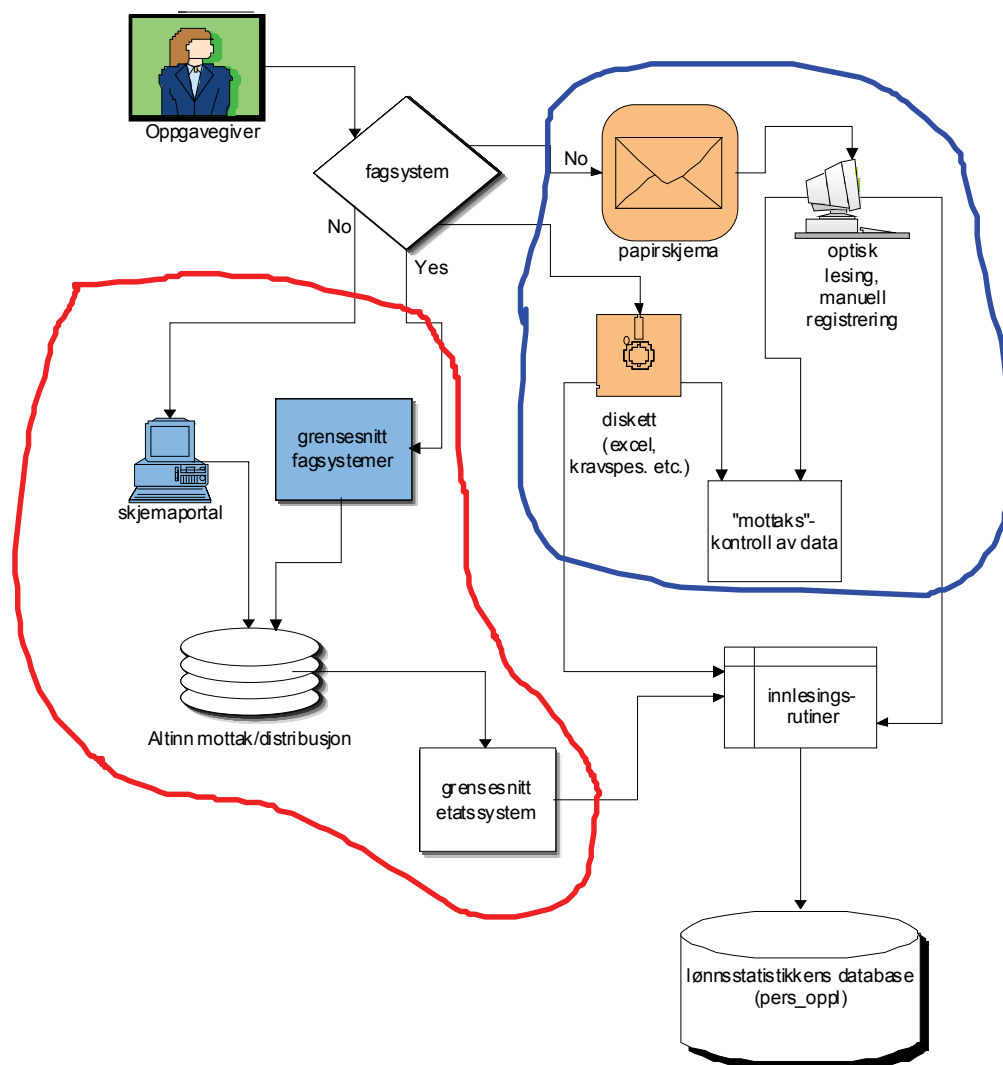 Oppgavegiver
fagsystem
No
No
Yes
papirskjema
optisk
lesing,
manuell
registrering
diskett
(excel,
kravspes. etc.)
grensesnitt
fagsystemer
skjemaportal
"mottaks"-
kontroll av data
Altinn mottak/distribusjon
innlesings-
rutiner
grensesnitt
etatssystem
lønnsstatistikkens database
(pers_oppl)